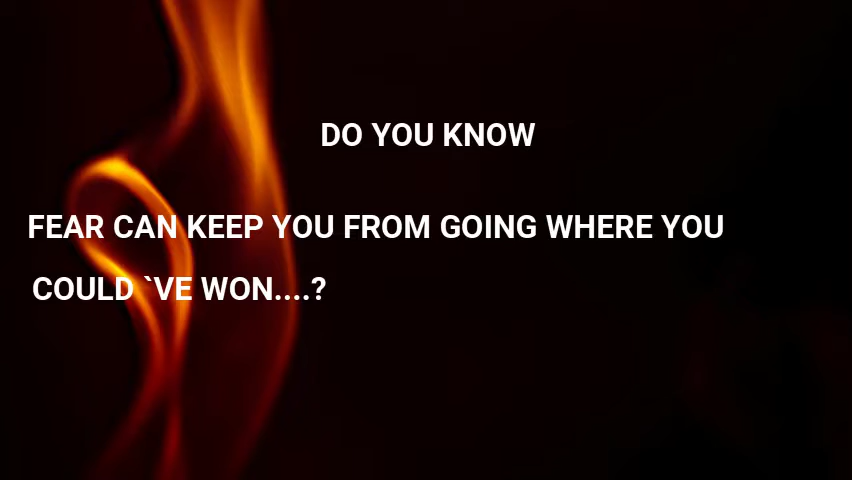 DO YOU KNOW
FEAR CAN KEEP YOU FROM GOING WHERE YOU
COULD `VE WON....?